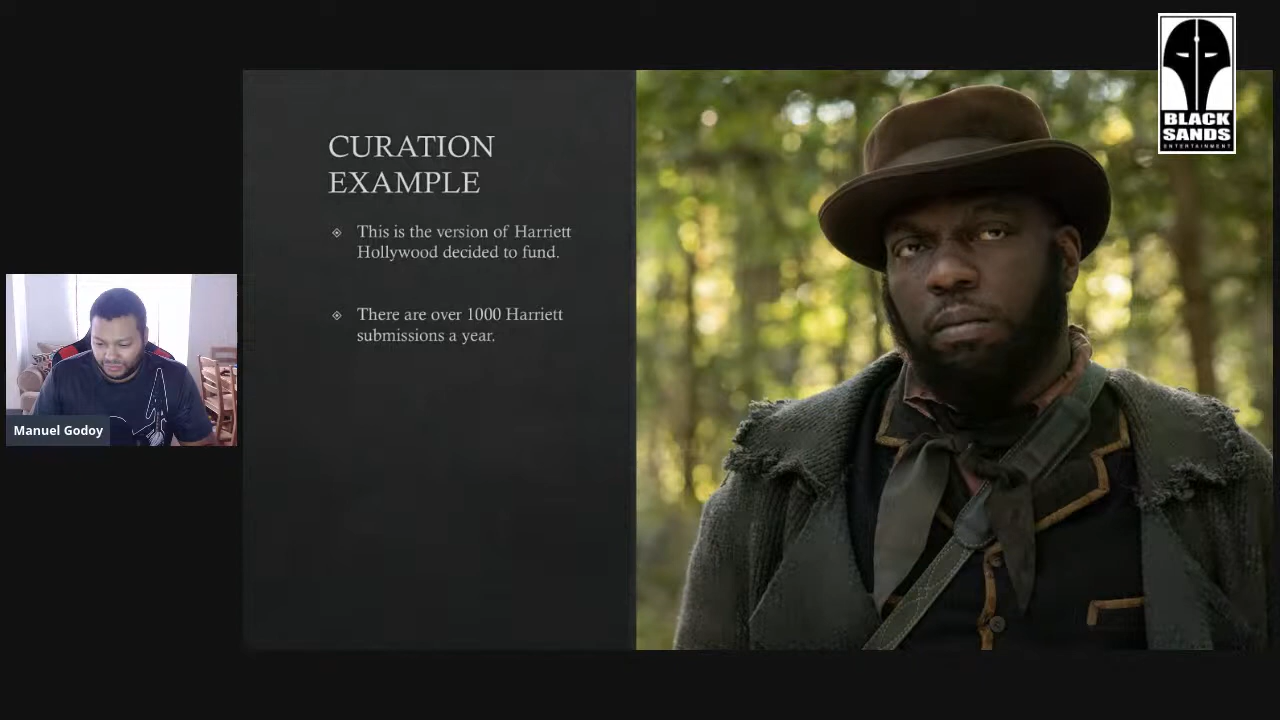 BLACK
SANDS
ENTERTAINMENT
CURATION
EXAMPLE
This is the version of Harriett
Hollywood decided to fund.
There are over 1000 Harriett
submissions a year.
Manuel Godoy